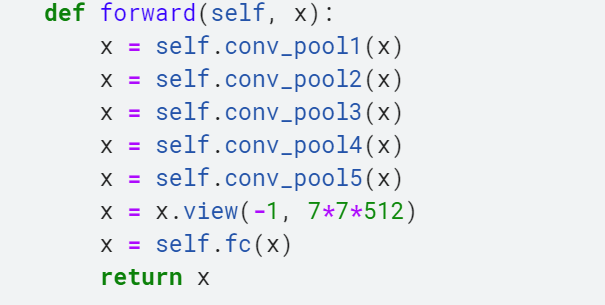 def forward(self, x):
    x = self.conv_pool1(x)
    x = self.conv_pool2(x)
    x = self.conv_pool3(x)
    x = self.conv_pool4(x)
    x = self.conv_pool5(x)
    x = x.view(-1, 7*7*512)
    x = self.fc(x)
    return x